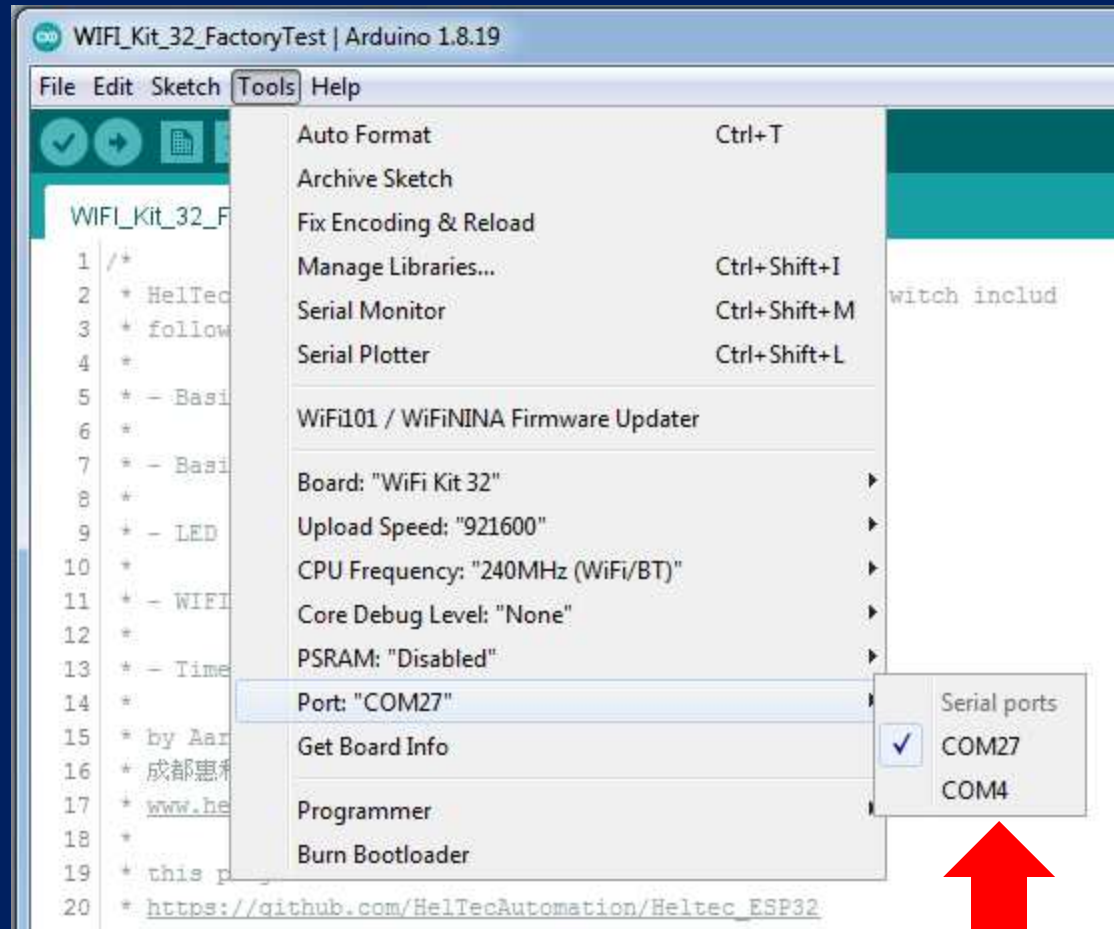 WIFI_Kit_32_FactoryTest | Arduino 1.8.19
File Edit Sketch Tools Help
Auto Format Ctrl+T
Archive Sketch
WIFI_Kit_32_F
Fix Encoding & Reload
1 /*
Manage Libraries... Ctrl+Shift+I
2 * HelTec
witch includ
Serial Monitor Ctrl+Shift+M
3 * follow
Serial Plotter Ctrl+Shift+L
4 *
5 * - Basi
WiFi101 / WiFiNINA Firmware Updater
6 *
7 * - Basi
Board: "WiFi Kit 32"
8 *
9 * - LED
Upload Speed: "921600"
10 *
CPU Frequency: "240MHz (WiFi/BT)"
11 * - WIFI
Core Debug Level: "None"
12 *
PSRAM: "Disabled"
13 * - Time
14 *
Port: "COM27"
Serial ports
15 * by Aar
Get Board Info
COM27
16 * 成都惠
COM4
17 * www.he
Programmer
18 *
Burn Bootloader
19 * this p
20 * https://github.com/HelTecAutomation/Heltec_ESP32